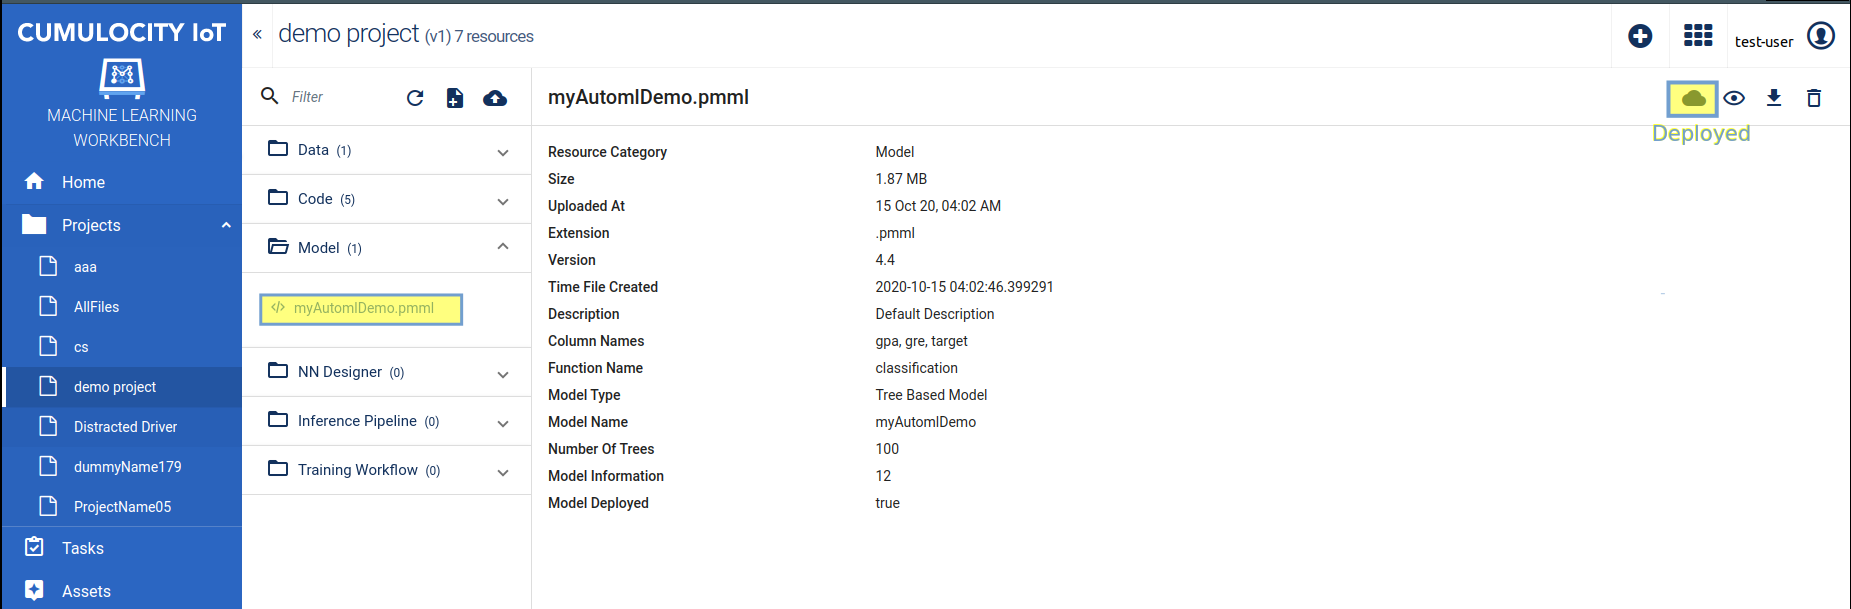 CUMULOCITY IoT
MACHINE LEARNING
WORKBENCH
Home
Projects
aaa
AllFiles
cs
demo project
Distracted Driver
dummyName179
ProjectName05
Tasks
Assets
« demo project (v1) 7 resources
test-user
Filter
Data (1)
Code (5)
Model (1)
</> myAutomlDemo.pmml
NN Designer (0)
Inference Pipeline (0)
Training Workflow (0)
myAutomlDemo.pmml
Deployed
Resource Category Model
Size 1.87 MB
Uploaded At 15 Oct 20, 04:02 AM
Extension .pmml
Version 4.4
Time File Created 2020-10-15 04:02:46.399291
Description Default Description
Column Names gpa, gre, target
Function Name classification
Model Type Tree Based Model
Model Name myAutomlDemo
Number Of Trees 100
Model Information 12
Model Deployed true